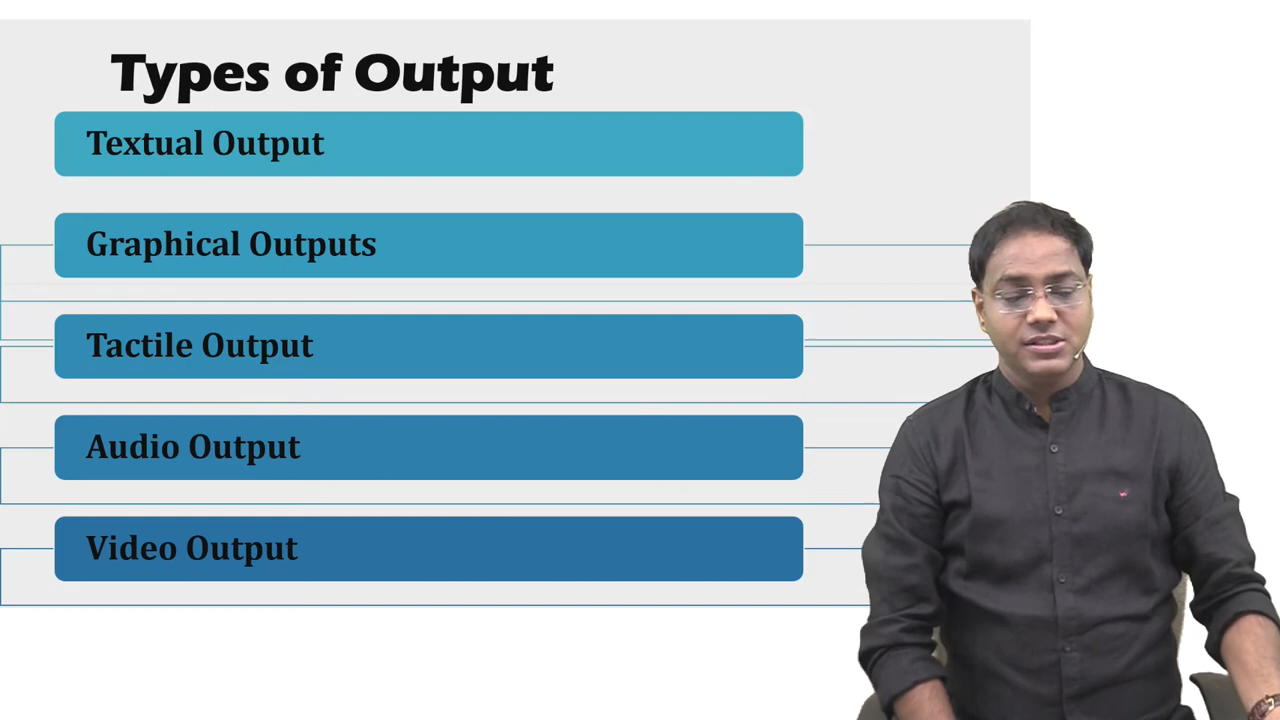 Types of Output
Textual Output
Graphical Outputs
Tactile Output
Audio Output
Video Output